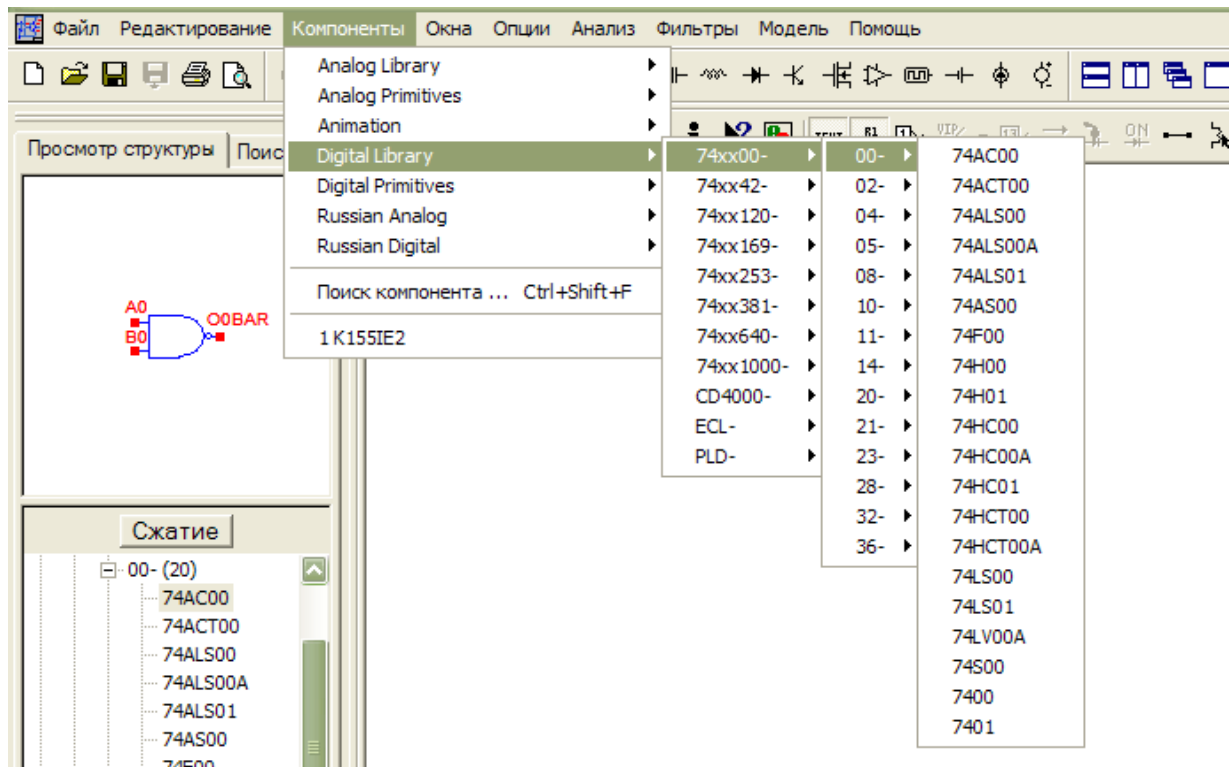 Файл Редактирование Компоненты Окна Опции Анализ Фильтры Модель Помощь
Analog Library
Analog Primitives
Animation
Digital Library
Digital Primitives
Russian Analog
Russian Digital
Поиск компонента ... Ctrl+Shift+F
1 K155IE2
74xx00-
74xx42-
74xx120-
74xx169-
74xx253-
74xx381-
74xx640-
74xx1000-
CD4000-
ECL-
PLD-
00-
02-
04-
05-
08-
10-
11-
14-
20-
21-
23-
28-
32-
36-
74AC00
74ACT00
74ALS00
74ALS00A
74ALS01
74AS00
74F00
74H00
74H01
74HC00
74HC00A
74HC01
74HCT00
74HCT00A
74LS00
74LS01
74LV00A
74S00
7400
7401
ON
Просмотр структуры Поис
A0
O0BAR
B0
Сжатие
00- (20)
74AC00
74ACT00
74ALS00
74ALS00A
74ALS01
74AS00
74F00